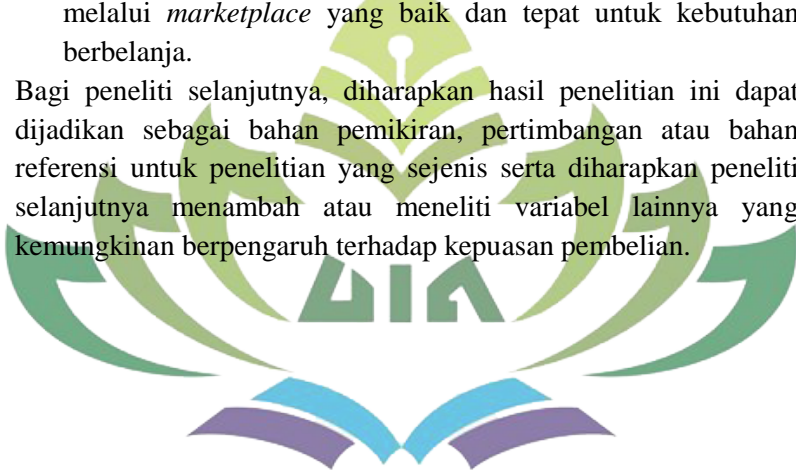 melalui marketplace yang baik dan tepat untuk kebutuhan
berbelanja.
Bagi peneliti selanjutnya, diharapkan hasil penelitian ini dapat
dijadikan sebagai bahan pemikiran, pertimbangan atau bahan
referensi untuk penelitian yang sejenis serta diharapkan peneliti
selanjutnya menambah atau meneliti variabel lainnya yang
kemungkinan berpengaruh terhadap kepuasan pembelian.
UIN